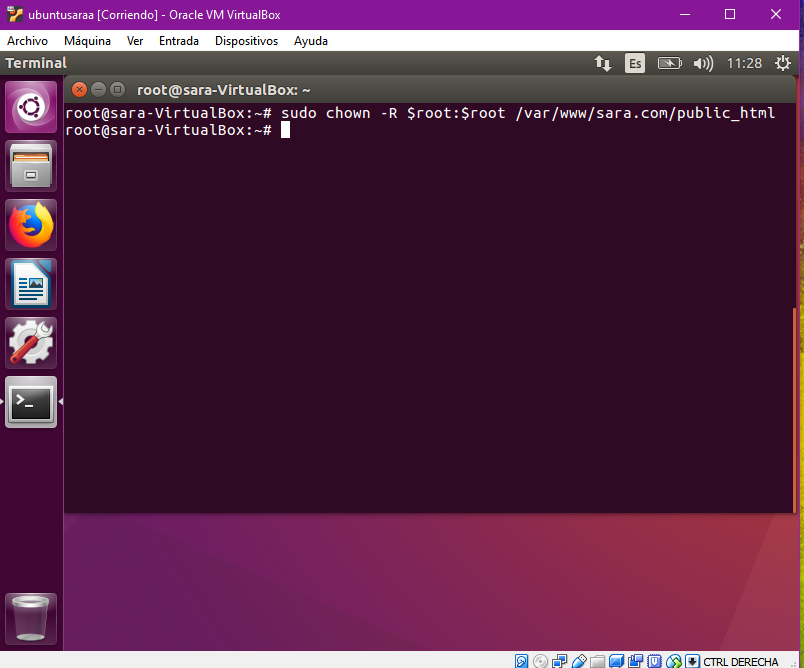 ubuntusaraa [Corriendo] - Oracle VM VirtualBox
Archivo Máquina Ver Entrada Dispositivos Ayuda
Terminal Es 11:28
root@sara-VirtualBox: ~
root@sara-VirtualBox:~# sudo chown -R $root:$root /var/www/sara.com/public_html
root@sara-VirtualBox:~#
CTRL DERECHA